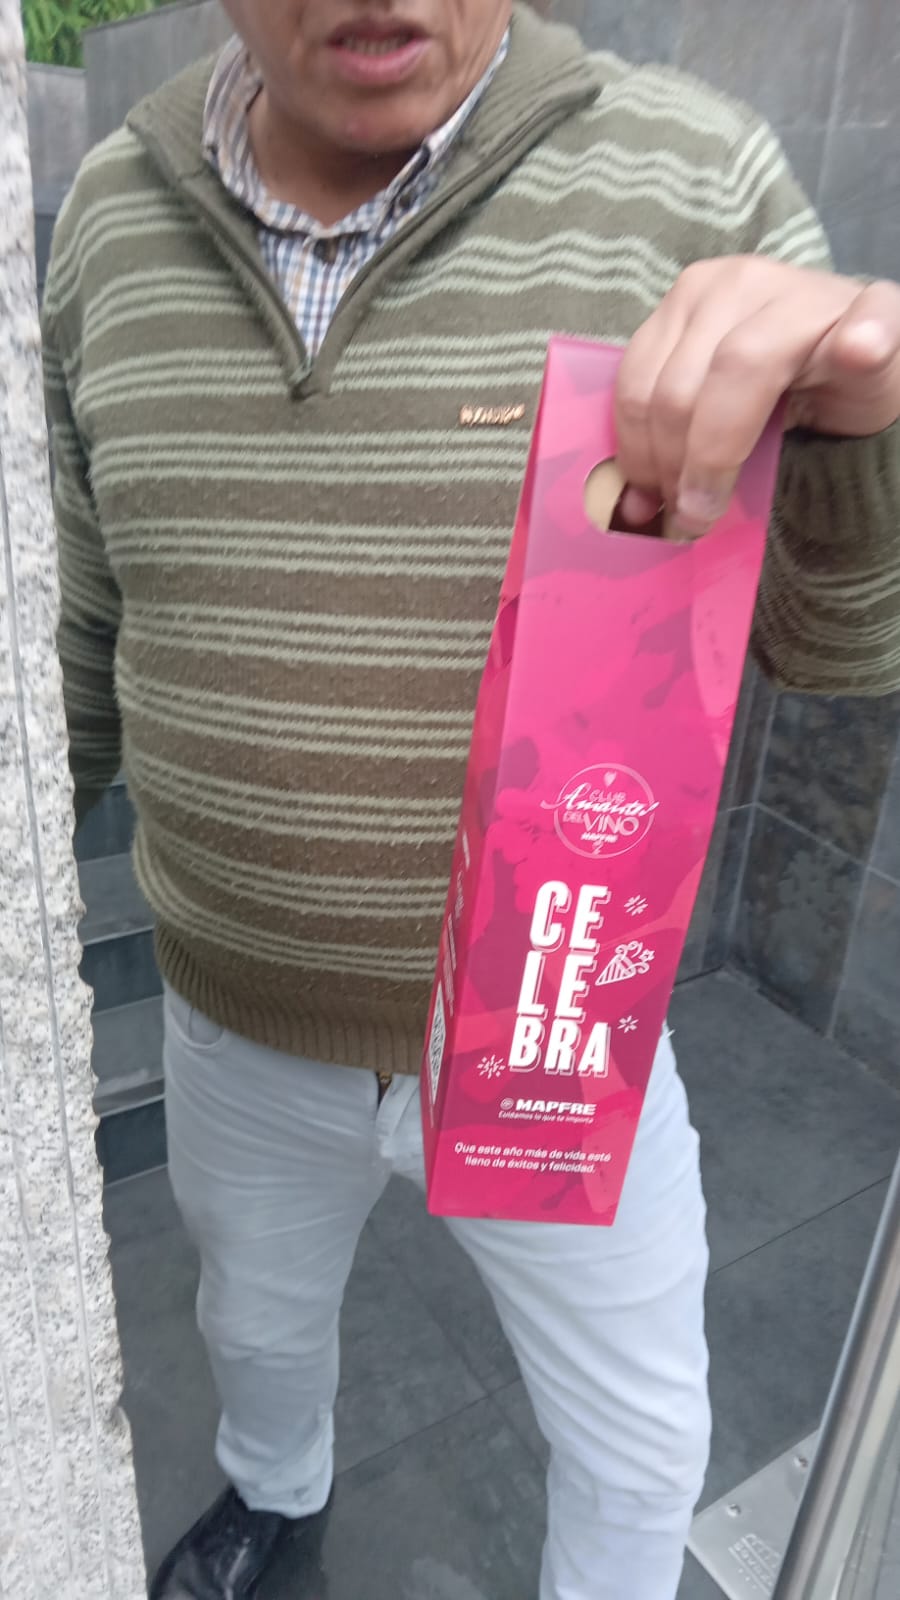 CLUB
Amantes
DEL VINO
MAPFRE
CE
LE
BRA
MAPFRE
Cuidamos lo que te importa
Que este año más de vida esté
lleno de éxitos y felicidad.